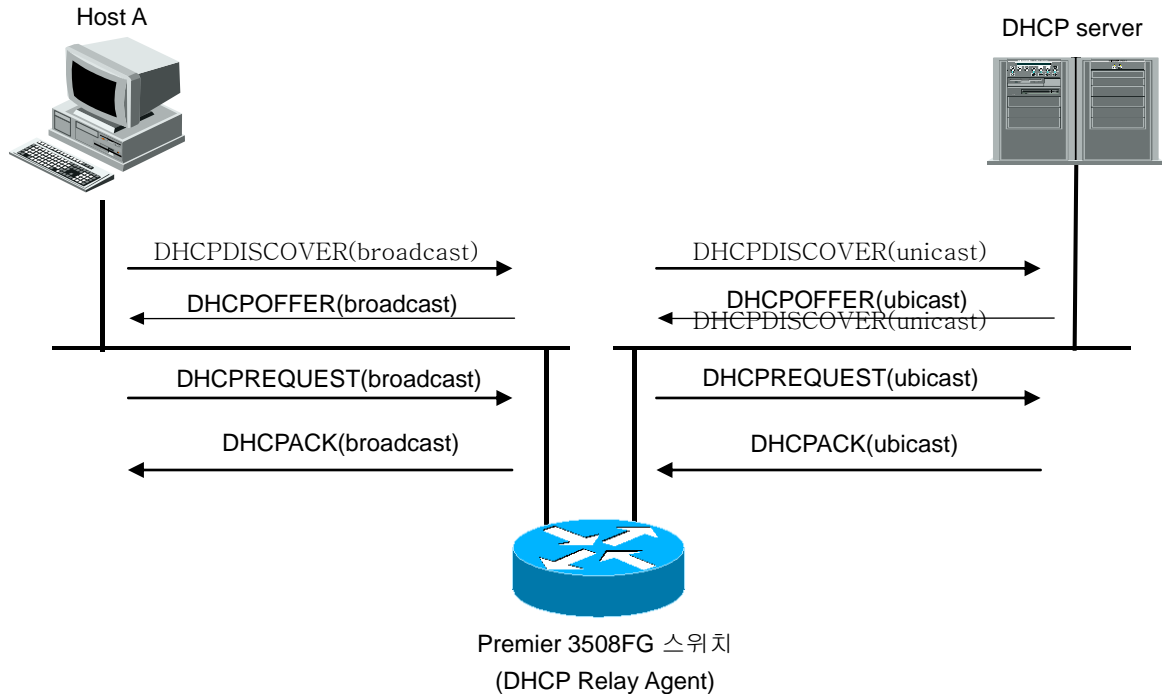 Host A
DHCP server
DHCPDISCOVER(broadcast)
DHCPDISCOVER(unicast)
DHCPOFFER(broadcast)
DHCPOFFER(ubicast)
DHCPDISCOVER(unicast)
DHCPREQUEST(broadcast)
DHCPREQUEST(ubicast)
DHCPACK(broadcast)
DHCPACK(ubicast)
Premier 3508FG 스위치
(DHCP Relay Agent)